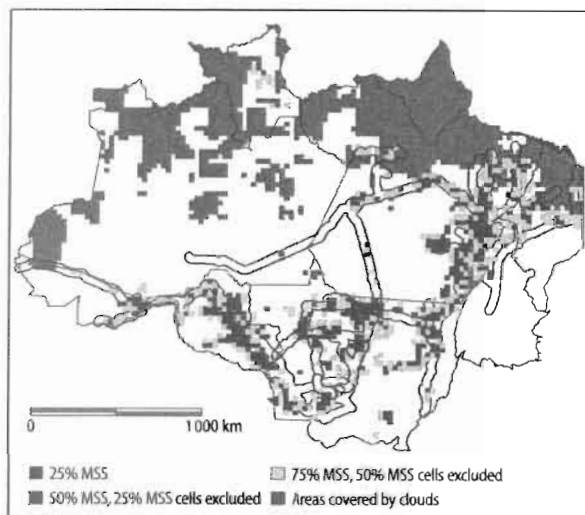 0 1000 km
25% MSS
75% MSS, 50% MSS cells excluded
50% MSS, 25% MSS cells excluded
Areas covered by clouds